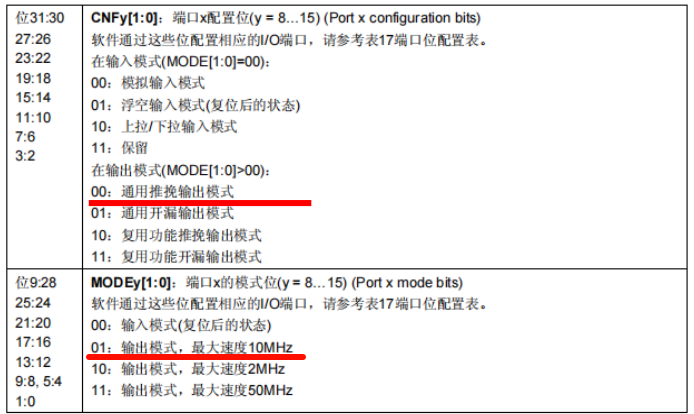 位31:30
27:26
23:22
19:18
15:14
11:10
7:6
3:2
CNFy[1:0]：端口x配置位(y = 8…15) (Port x configuration bits)
软件通过这些位配置相应的I/O端口，请参考表17端口位配置表。
在输入模式(MODE[1:0]=00)：
00：模拟输入模式
01：浮空输入模式(复位后的状态)
10：上拉/下拉输入模式
11：保留
在输出模式(MODE[1:0]>00)：
00：通用推挽输出模式
01：通用开漏输出模式
10：复用功能推挽输出模式
11：复用功能开漏输出模式
位9:28
25:24
21:20
17:16
13:12
9:8, 5:4
1:0
MODEy[1:0]：端口x的模式位(y = 8…15) (Port x mode bits)
软件通过这些位配置相应的I/O端口，请参考表17端口位配置表。
00：输入模式(复位后的状态)
01：输出模式，最大速度10MHz
10：输出模式，最大速度2MHz
11：输出模式，最大速度50MHz